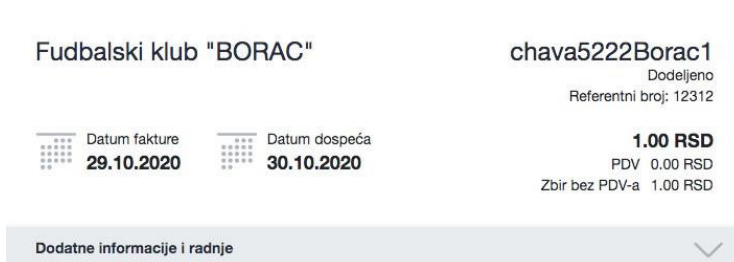 Fudbalski klub "BORAC"
chava5222Borac1
Dodeljeno
Referentni broj: 12312
Datum fakture
29.10.2020
Datum dospeća
30.10.2020
1.00 RSD
PDV 0.00 RSD
Zbir bez PDV-a 1.00 RSD
Dodatne informacije i radnje